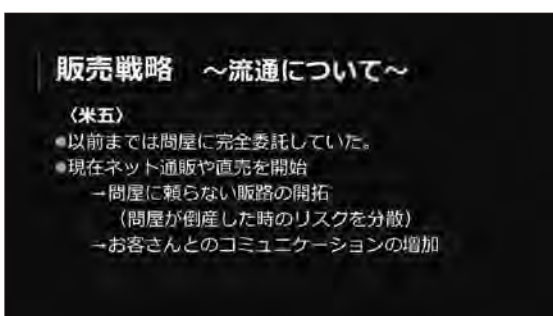 販売戦略　～流通について～
〈米五〉
●以前までは問屋に完全委託していた。
●現在ネット通販や直売を開始
→問屋に頼らない販路の開拓
（問屋が倒産した時のリスクを分散）
→お客さんとのコミュニケーションの増加